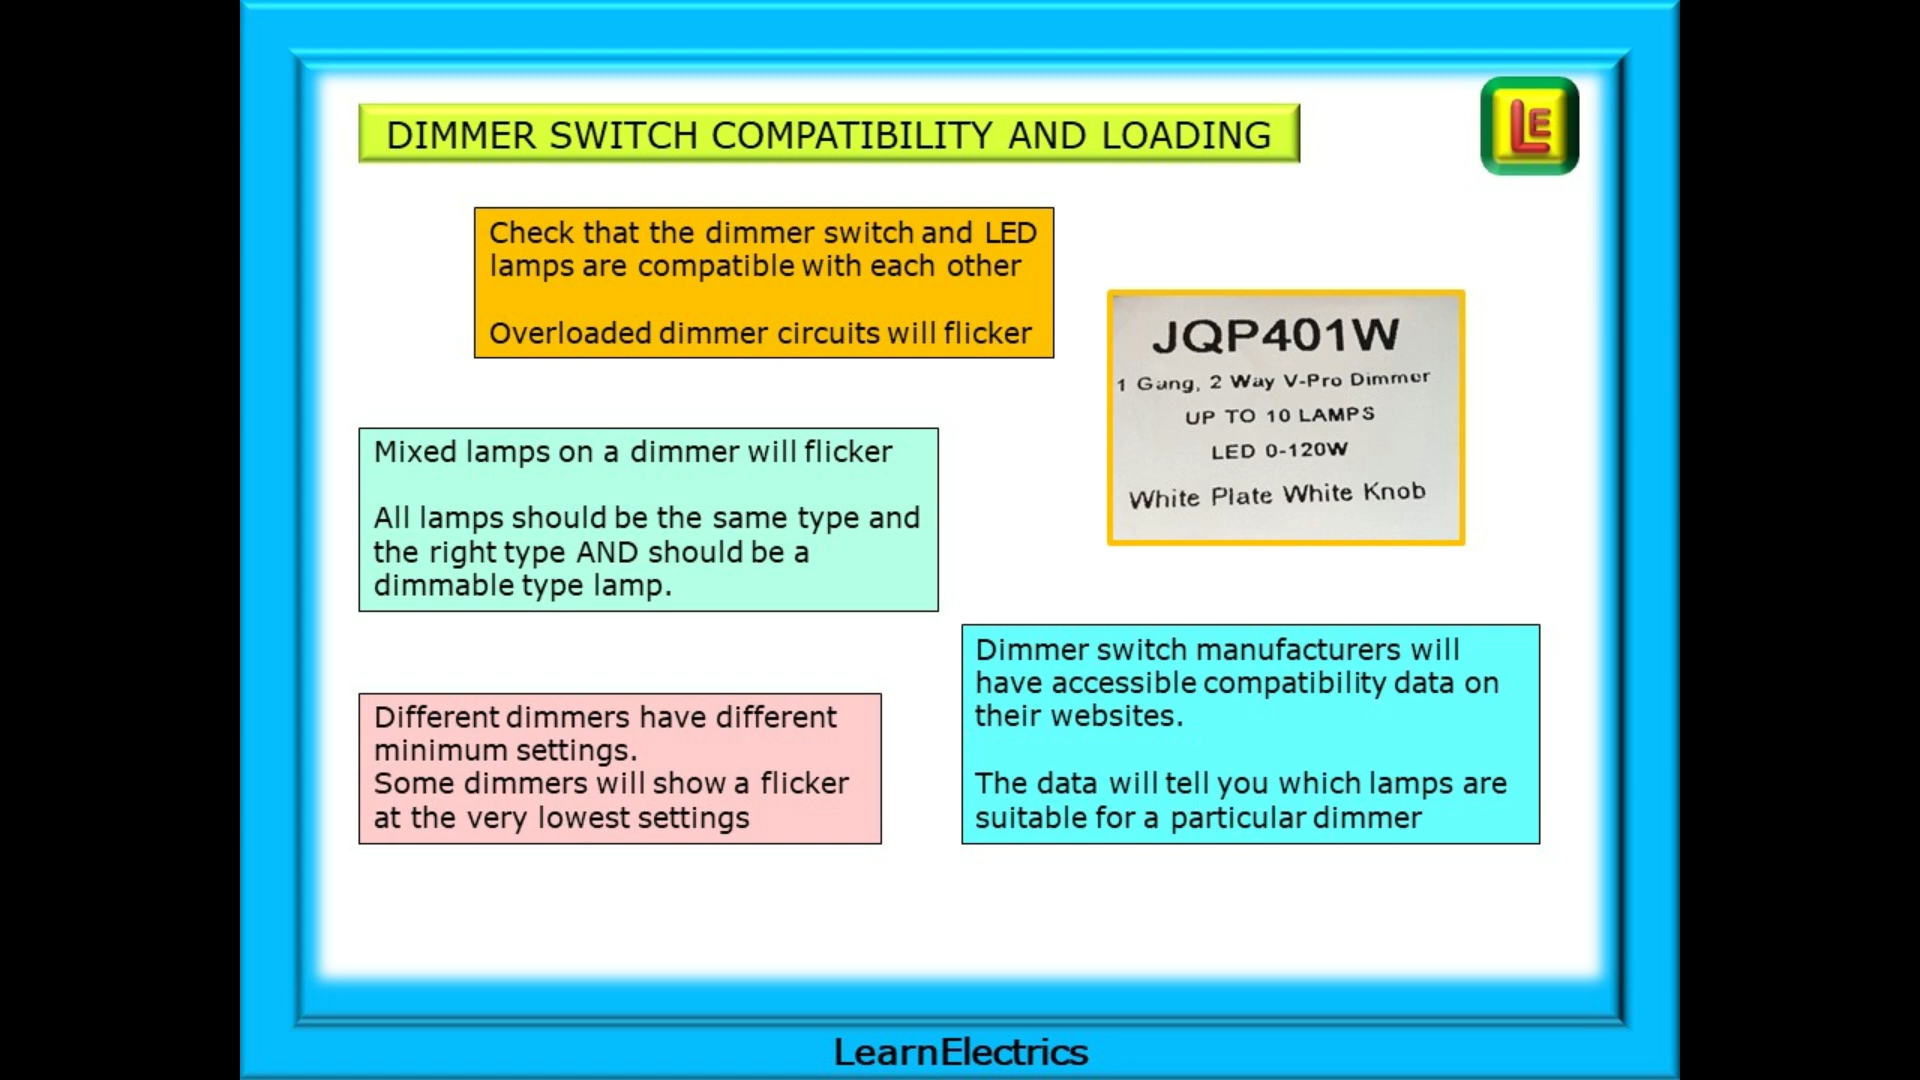 DIMMER SWITCH COMPATIBILITY AND LOADING
LE
Check that the dimmer switch and LED
lamps are compatible with each other
Overloaded dimmer circuits will flicker
JQP401W
1 Gang, 2 Way V-Pro Dimmer
UP TO 10 LAMPS
LED 0-120W
White Plate White Knob
Mixed lamps on a dimmer will flicker
All lamps should be the same type and
the right type AND should be a
dimmable type lamp.
Dimmer switch manufacturers will
have accessible compatibility data on
their websites.
The data will tell you which lamps are
suitable for a particular dimmer
Different dimmers have different
minimum settings.
Some dimmers will show a flicker
at the very lowest settings
LearnElectrics